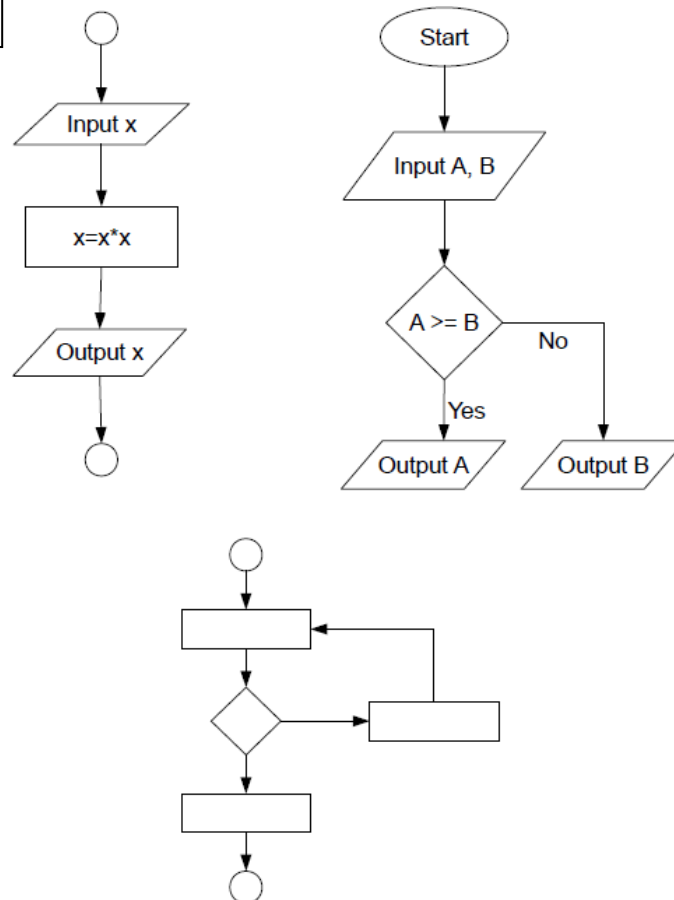 Input x
x=x*x
Output x
Start
Input A, B
A >= B
No
Yes
Output A
Output B